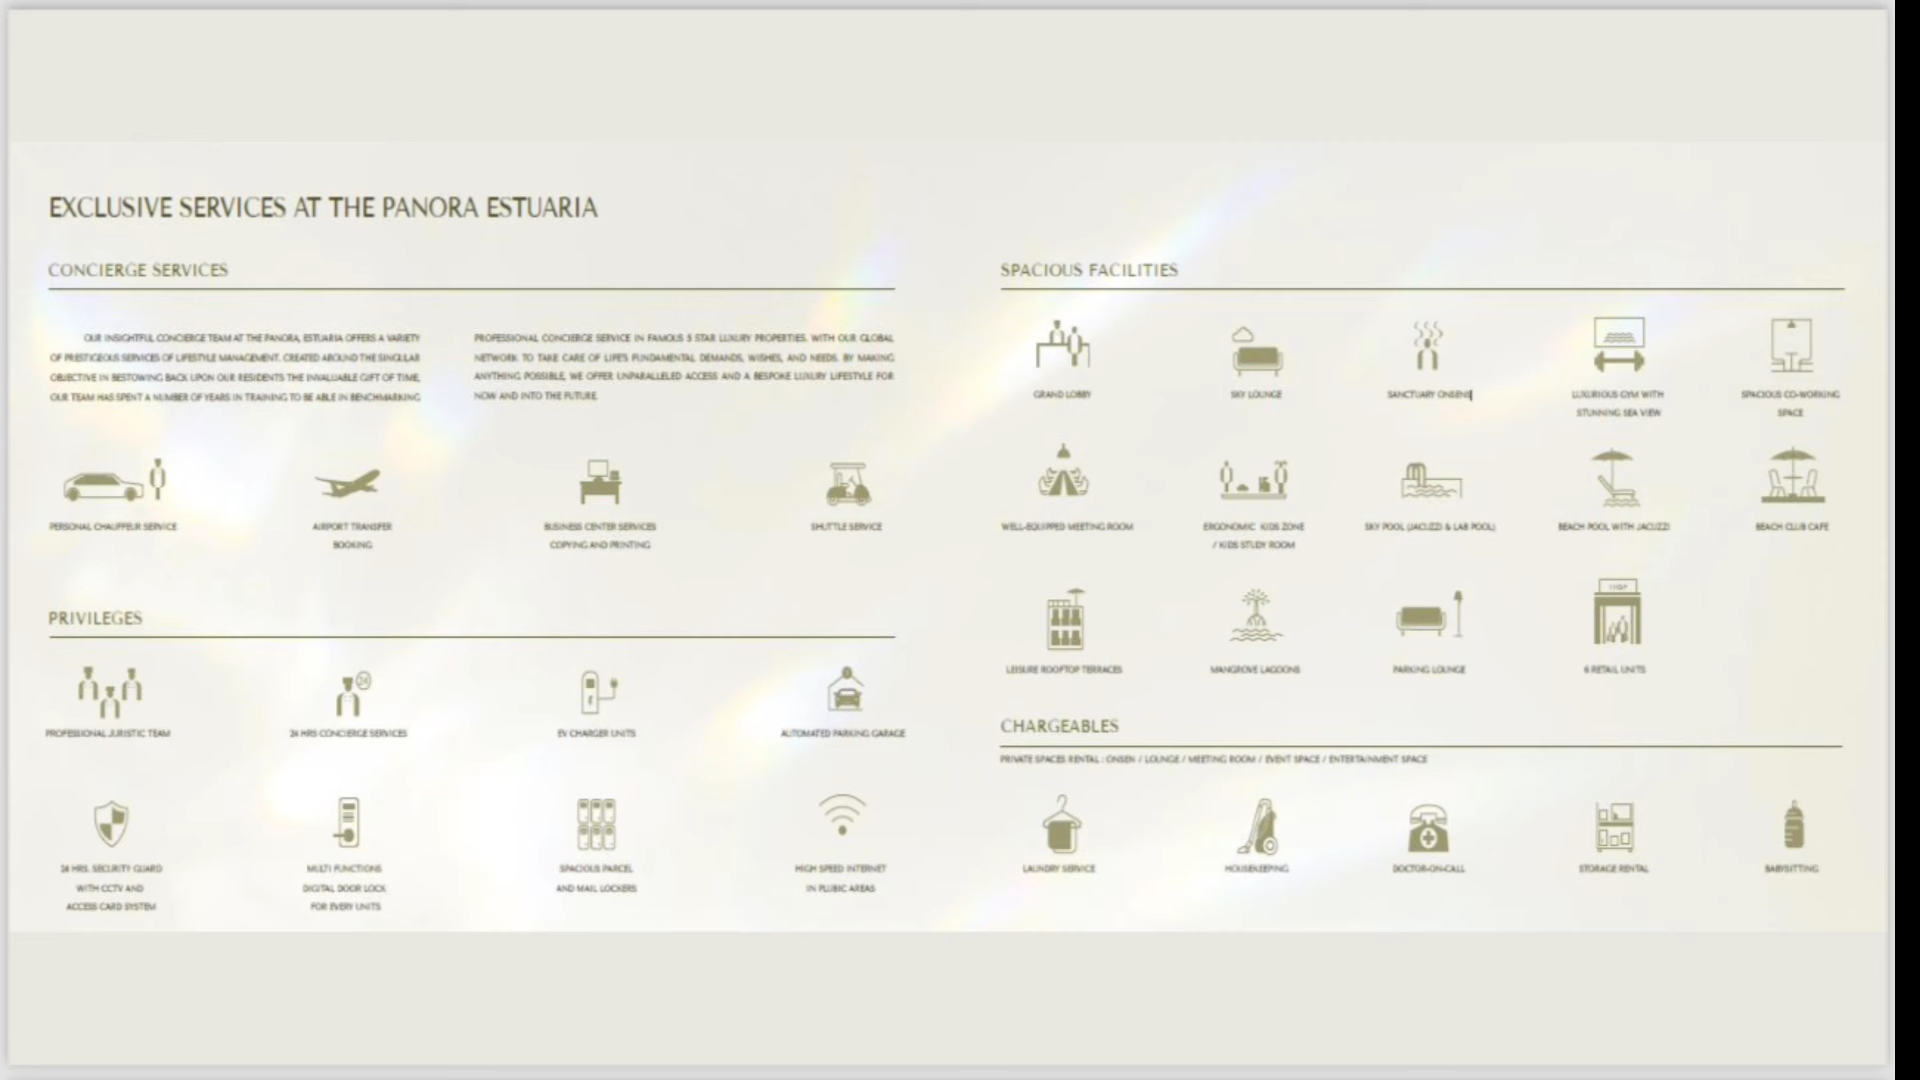 EXCLUSIVE SERVICES AT THE PANORA ESTUARIA
CONCIERGE SERVICES
OUR INSIGHTFUL CONCIERGE TEAM AT THE PANORA, ESTUARIA OFFERS A VARIETY
OF PRESTIGEOUS SERVICES OF LIFESTYLE MANAGEMENT. CREATED AROUND THE SINGULAR
OBJECTIVE IN BESTOWING BACK UPON OUR RESIDENTS THE INVALUABLE GIFT OF TIME,
OUR TEAM HAS SPENT A NUMBER OF YEARS IN TRAINING TO BE ABLE IN BENCHMARKING
PROFESSIONAL CONCIERGE SERVICE IN FAMOUS 5 STAR LUXURY PROPERTIES. WITH OUR GLOBAL
NETWORK TO TAKE CARE OF LIFE'S FUNDAMENTAL DEMANDS, WISHES, AND NEEDS. BY MAKING
ANYTHING POSSIBLE, WE OFFER UNPARALLELED ACCESS AND A BESPOKE LUXURY LIFESTYLE FOR
NOW AND INTO THE FUTURE.
PERSONAL CHAUFFEUR SERVICE
AIRPORT TRANSFER
BOOKING
BUSINESS CENTER SERVICES
COPYING AND PRINTING
SHUTTLE SERVICE
PRIVILEGES
PROFESSIONAL JURISTIC TEAM
24
24 HRS CONCIERGE SERVICES
EV CHARGER UNITS
AUTOMATED PARKING GARAGE
24 HRS. SECURITY GUARD
WITH CCTV AND
ACCESS CARD SYSTEM
MULTI FUNCTIONS
DIGITAL DOOR LOCK
FOR EVERY UNITS
SPACIOUS PARCEL
AND MAIL LOCKERS
HIGH SPEED INTERNET
IN PLUBIC AREAS
SPACIOUS FACILITIES
GRAND LOBBY
SKY LOUNGE
SANCTUARY ONSENS
LUXURIOUS GYM WITH
STUNNING SEA VIEW
SPACIOUS CO-WORKING
SPACE
WELL-EQUIPPED MEETING ROOM
ERGONOMIC KIDS ZONE
/ KIDS STUDY ROOM
SKY POOL (JACUZZI & LAB POOL)
BEACH POOL WITH JACUZZI
BEACH CLUB CAFE
LEISURE ROOFTOP TERRACES
MANGROVE LAGOONS
PARKING LOUNGE
SHOP
6 RETAIL UNITS
CHARGEABLES
PRIVATE SPACES RENTAL : ONSEN / LOUNGE / MEETING ROOM / EVENT SPACE / ENTERTAINMENT SPACE
LAUNDRY SERVICE
HOUSEKEEPING
DOCTOR-ON-CALL
STORAGE RENTAL
BABYSITTING